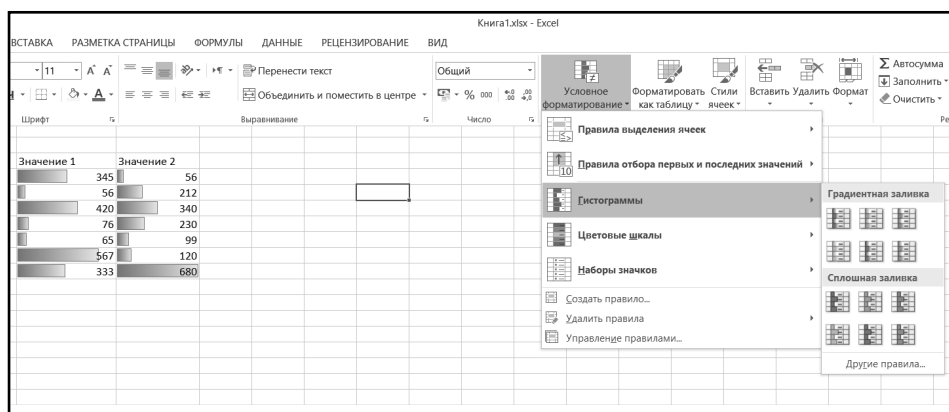 Книга1.xlsx - Excel
ВСТАВКА РАЗМЕТКА СТРАНИЦЫ ФОРМУЛЫ ДАННЫЕ РЕЦЕНЗИРОВАНИЕ ВИД
11 Перенести текст Общий
Объединить и поместить в центре % 000
Условное форматирование
Форматировать как таблицу
Стили ячеек
Вставить Удалить Формат
Σ Автосумма
Заполнить
Очистить
Шрифт Выравнивание Число
Значение 1 Значение 2
345 56
56 212
420 340
76 230
65 99
567 120
333 680
Правила выделения ячеек
Правила отбора первых и последних значений
Гистограммы
Цветовые шкалы
Наборы значков
Создать правило...
Удалить правила
Управление правилами...
Градиентная заливка
Сплошная заливка
Другие правила...